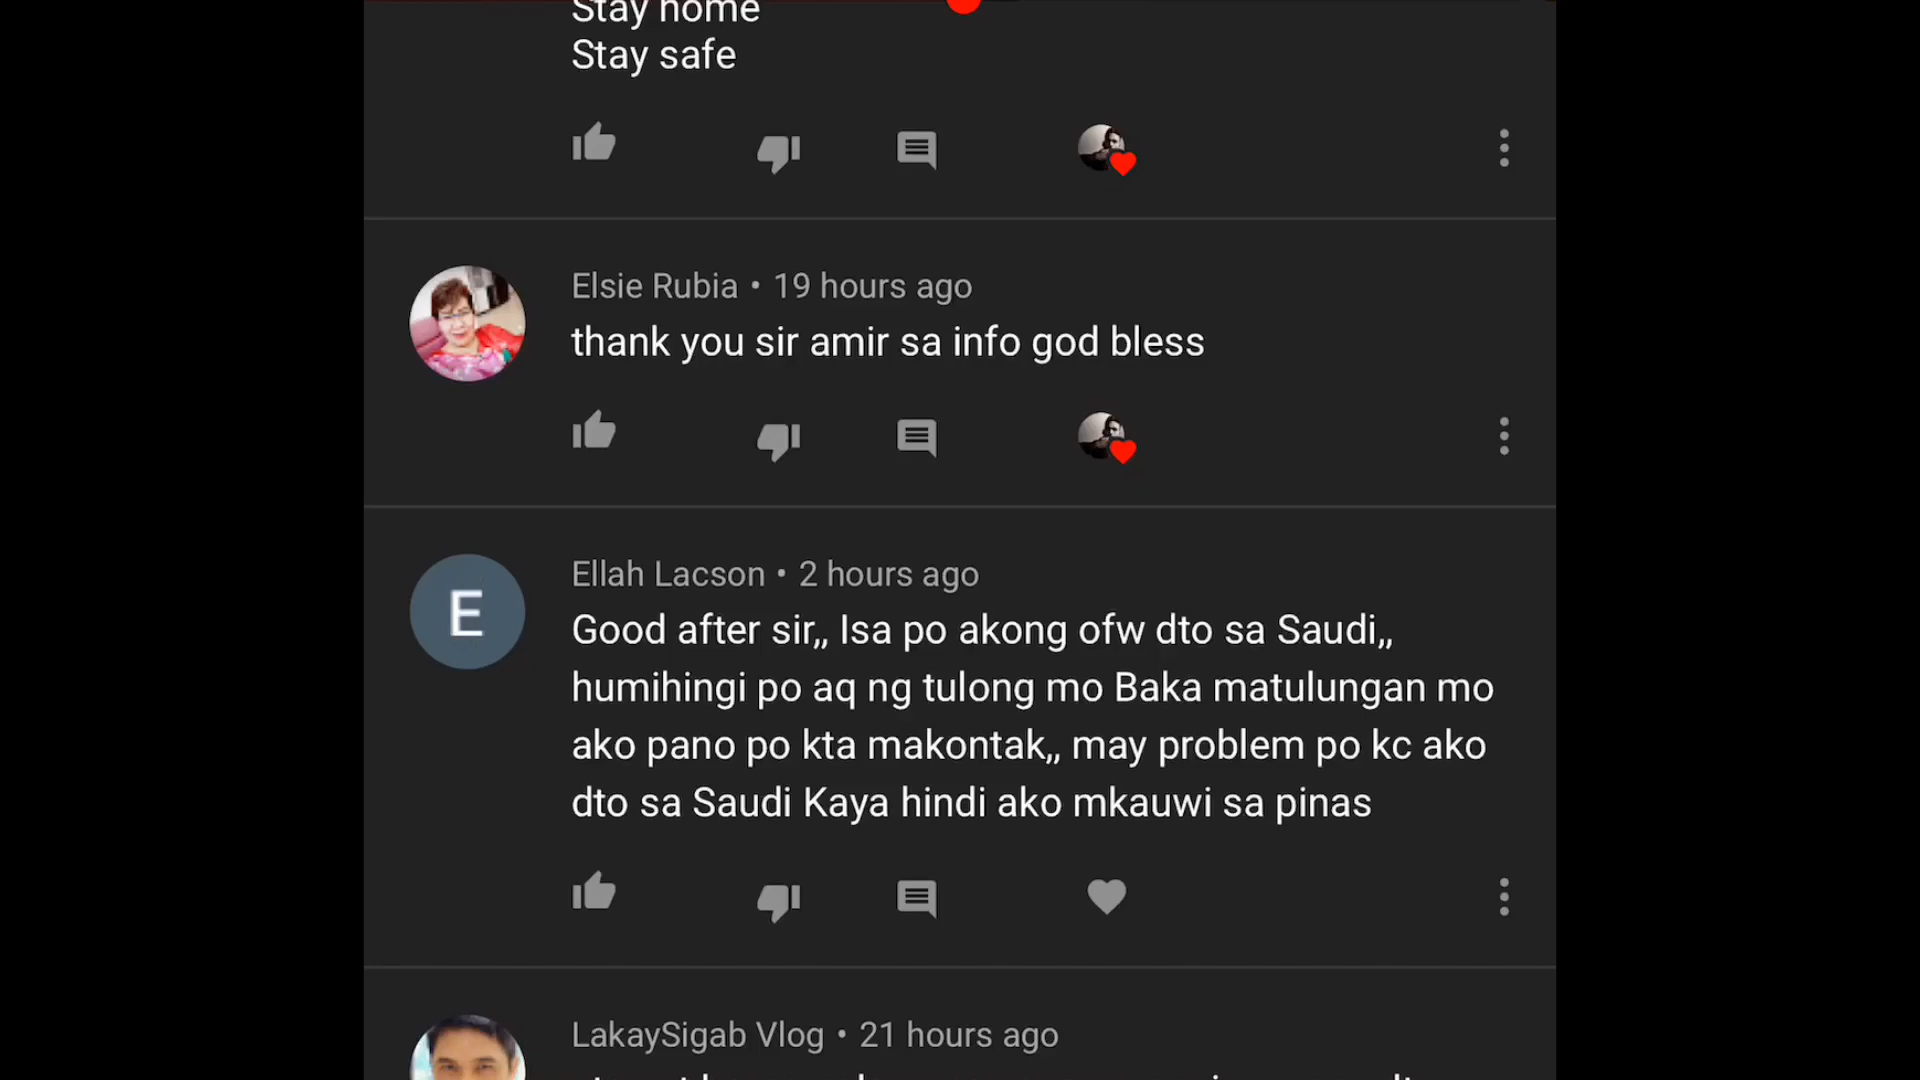 Stay home
Stay safe
Elsie Rubia • 19 hours ago
thank you sir amir sa info god bless
E
Ellah Lacson • 2 hours ago
Good after sir,, Isa po akong ofw dto sa Saudi,,
humihingi po aq ng tulong mo Baka matulungan mo
ako pano po kta makontak,, may problem po kc ako
dto sa Saudi Kaya hindi ako mkauwi sa pinas
LakaySigab Vlog • 21 hours ago